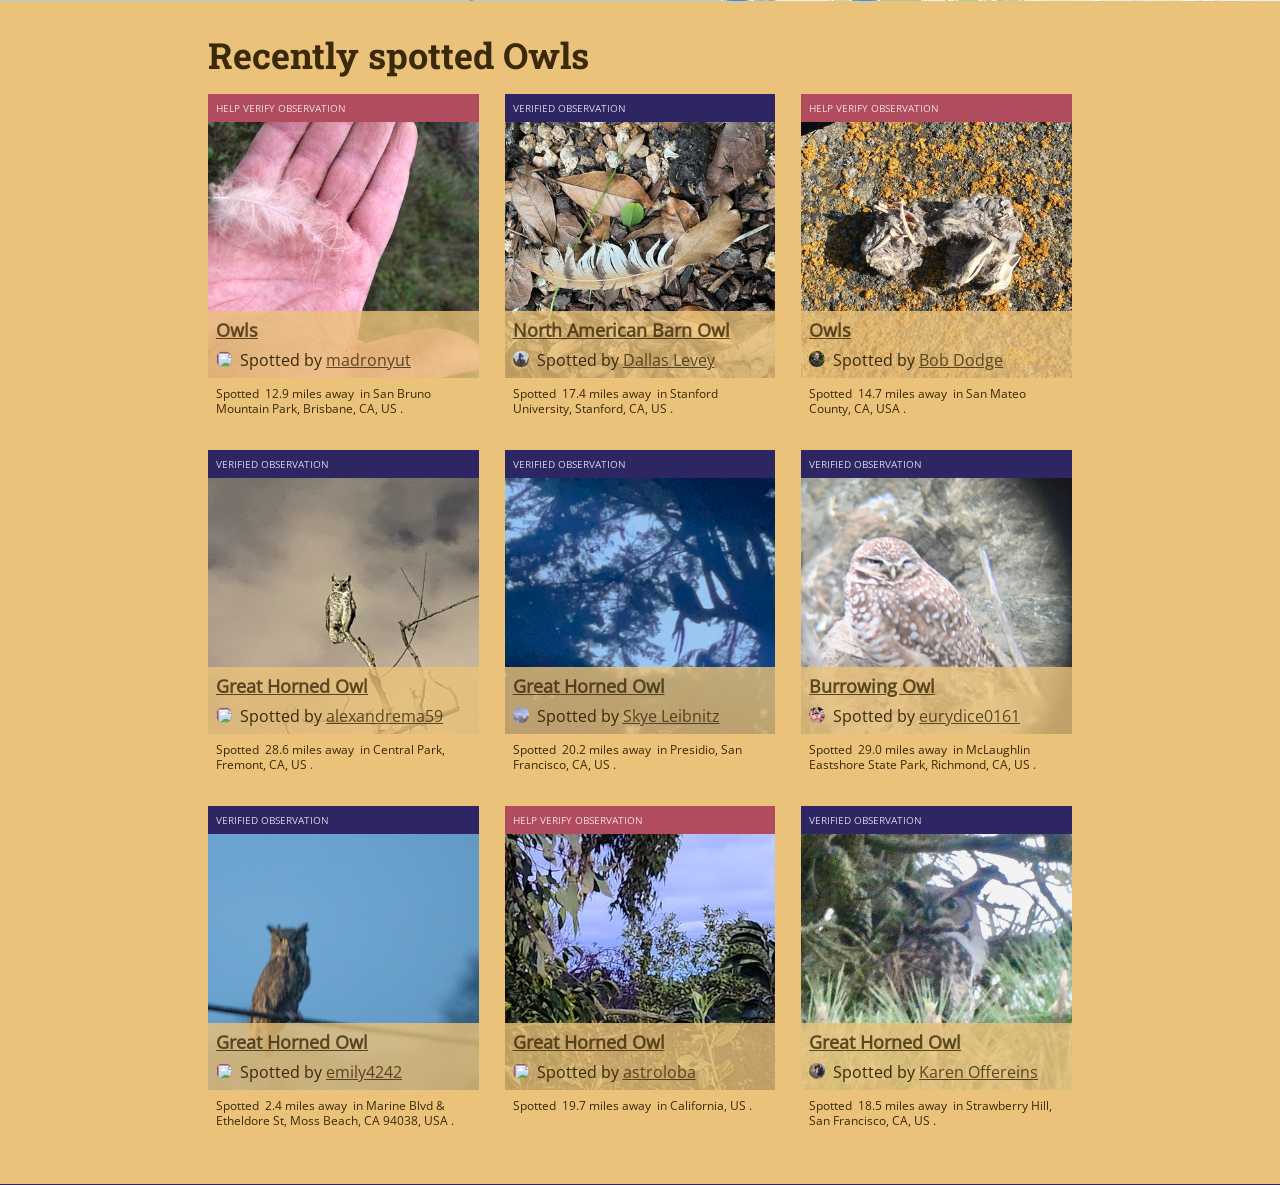 Recently spotted Owls
HELP VERIFY OBSERVATION
Owls
Spotted by madronyut
Spotted 12.9 miles away in San Bruno
Mountain Park, Brisbane, CA, US .
VERIFIED OBSERVATION
North American Barn Owl
Spotted by Dallas Levey
Spotted 17.4 miles away in Stanford
University, Stanford, CA, US .
HELP VERIFY OBSERVATION
Owls
Spotted by Bob Dodge
Spotted 14.7 miles away in San Mateo
County, CA, USA .
VERIFIED OBSERVATION
Great Horned Owl
Spotted by alexandrema59
Spotted 28.6 miles away in Central Park,
Fremont, CA, US .
VERIFIED OBSERVATION
Great Horned Owl
Spotted by Skye Leibnitz
Spotted 20.2 miles away in Presidio, San
Francisco, CA, US .
VERIFIED OBSERVATION
Burrowing Owl
Spotted by eurydice0161
Spotted 29.0 miles away in McLaughlin
Eastshore State Park, Richmond, CA, US .
VERIFIED OBSERVATION
Great Horned Owl
Spotted by emily4242
Spotted 2.4 miles away in Marine Blvd &
Etheldore St, Moss Beach, CA 94038, USA .
HELP VERIFY OBSERVATION
Great Horned Owl
Spotted by astroloba
Spotted 19.7 miles away in California, US .
VERIFIED OBSERVATION
Great Horned Owl
Spotted by Karen Offereins
Spotted 18.5 miles away in Strawberry Hill,
San Francisco, CA, US .